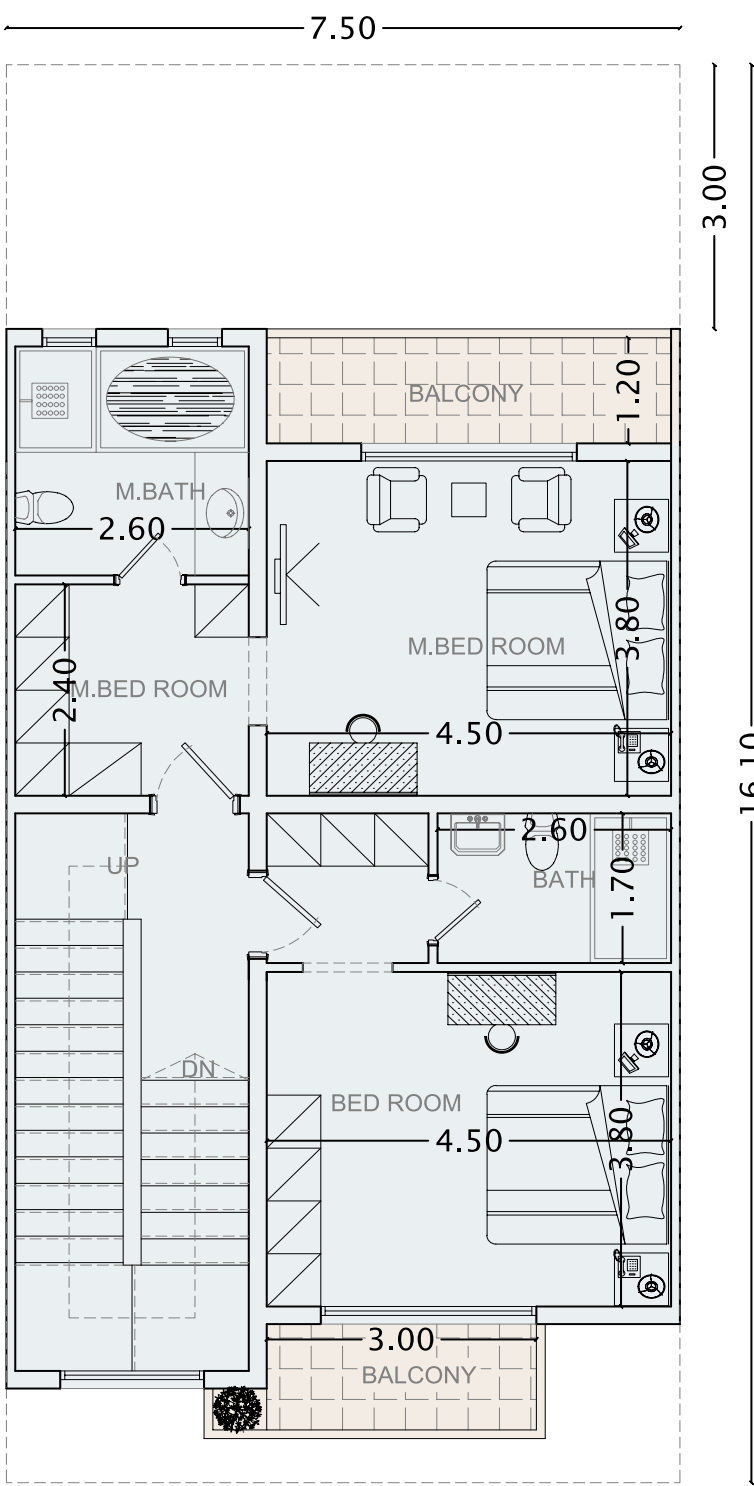 7.50
3.00
BALCONY
1.20
M.BATH
2.60
M.BED ROOM
3.80
M.BED ROOM
2.40
4.50
16.10
2.60
UP
BATH
1.70
DN
BED ROOM
3.80
4.50
3.00
BALCONY